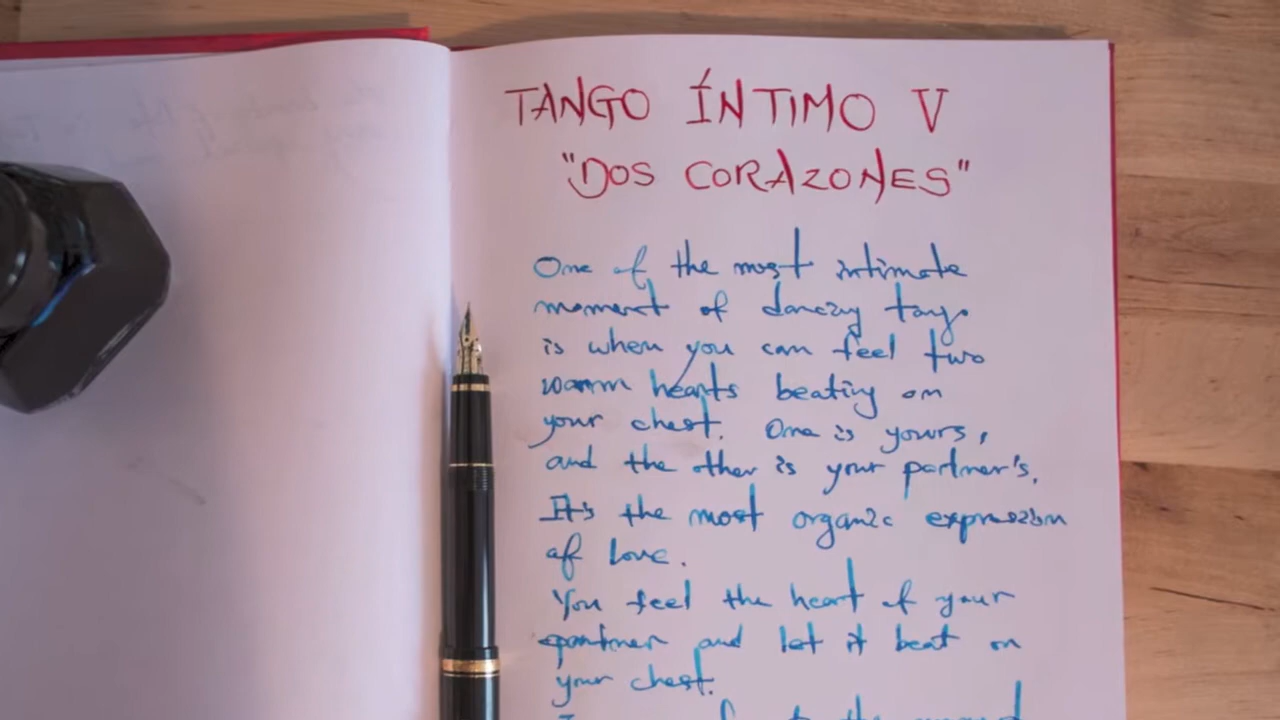 TANGO ÍNTIMO V
"DOS CORAZONES"
One of the most intimate
moment of dancing tango
is when you can feel two
warm hearts beating on
your chest. One is yours,
and the other is your partner's.
It's the most organic expression
of love.
You feel the heart of your
partner and let it beat on
your chest.